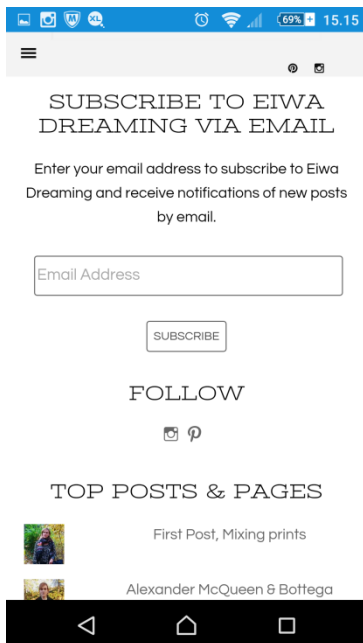 XL 69% 15.15
SUBSCRIBE TO EIWA
DREAMING VIA EMAIL
Enter your email address to subscribe to Eiwa
Dreaming and receive notifications of new posts
by email.
Email Address
SUBSCRIBE
FOLLOW
TOP POSTS & PAGES
First Post, Mixing prints
Alexander McQueen & Bottega